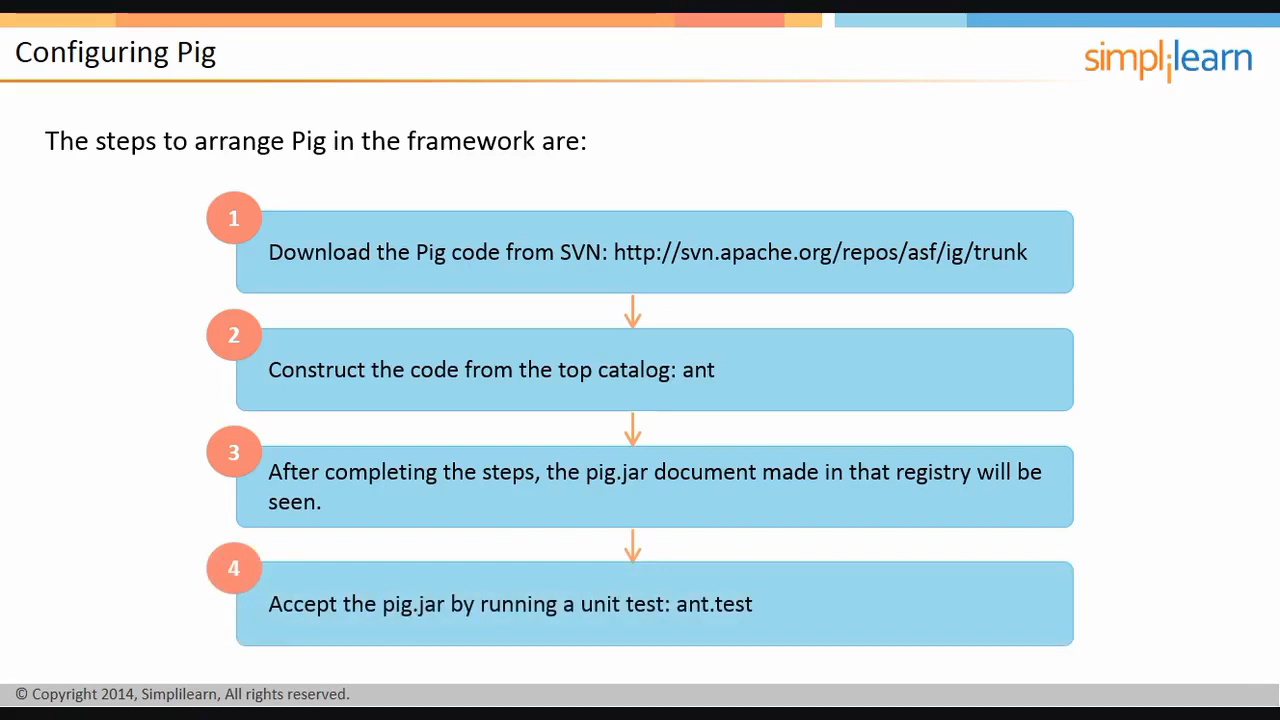 Configuring Pig
simplilearn
The steps to arrange Pig in the framework are:
1
Download the Pig code from SVN: http://svn.apache.org/repos/asf/ig/trunk
2
Construct the code from the top catalog: ant
3
After completing the steps, the pig.jar document made in that registry will be
seen.
4
Accept the pig.jar by running a unit test: ant.test
© Copyright 2014, Simplilearn, All rights reserved.